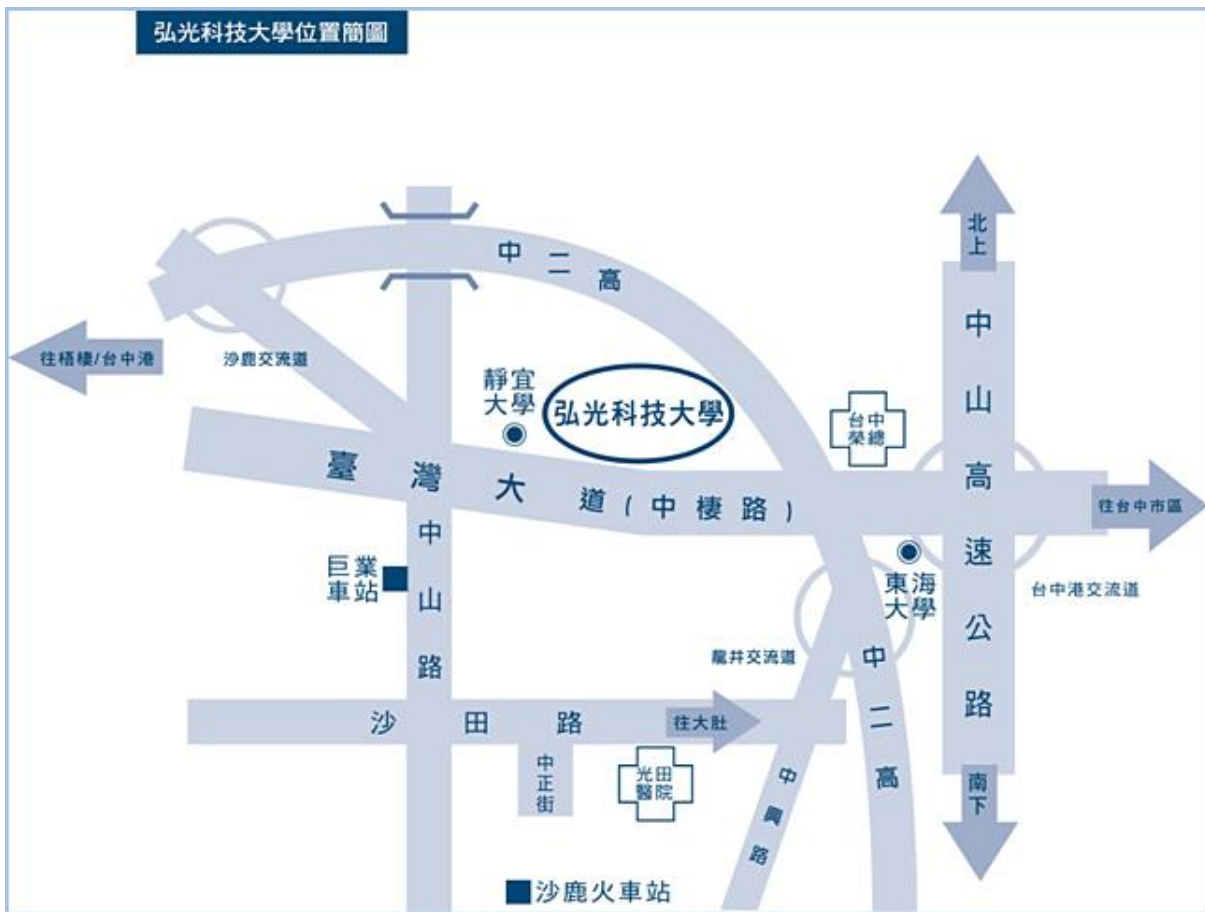 弘光科技大學位置簡圖
北上
中二高
中山高速公路
往梧棲/台中港
沙鹿交流道
靜宜
大學
弘光科技大學
台中
榮總
臺灣大道(中棲路)
往台中市區
中山路
巨業
車站
東海
大學
台中港交流道
龍井交流道
中二高
沙田路
往大肚
中正街
光田
醫院
中興路
南下
沙鹿火車站